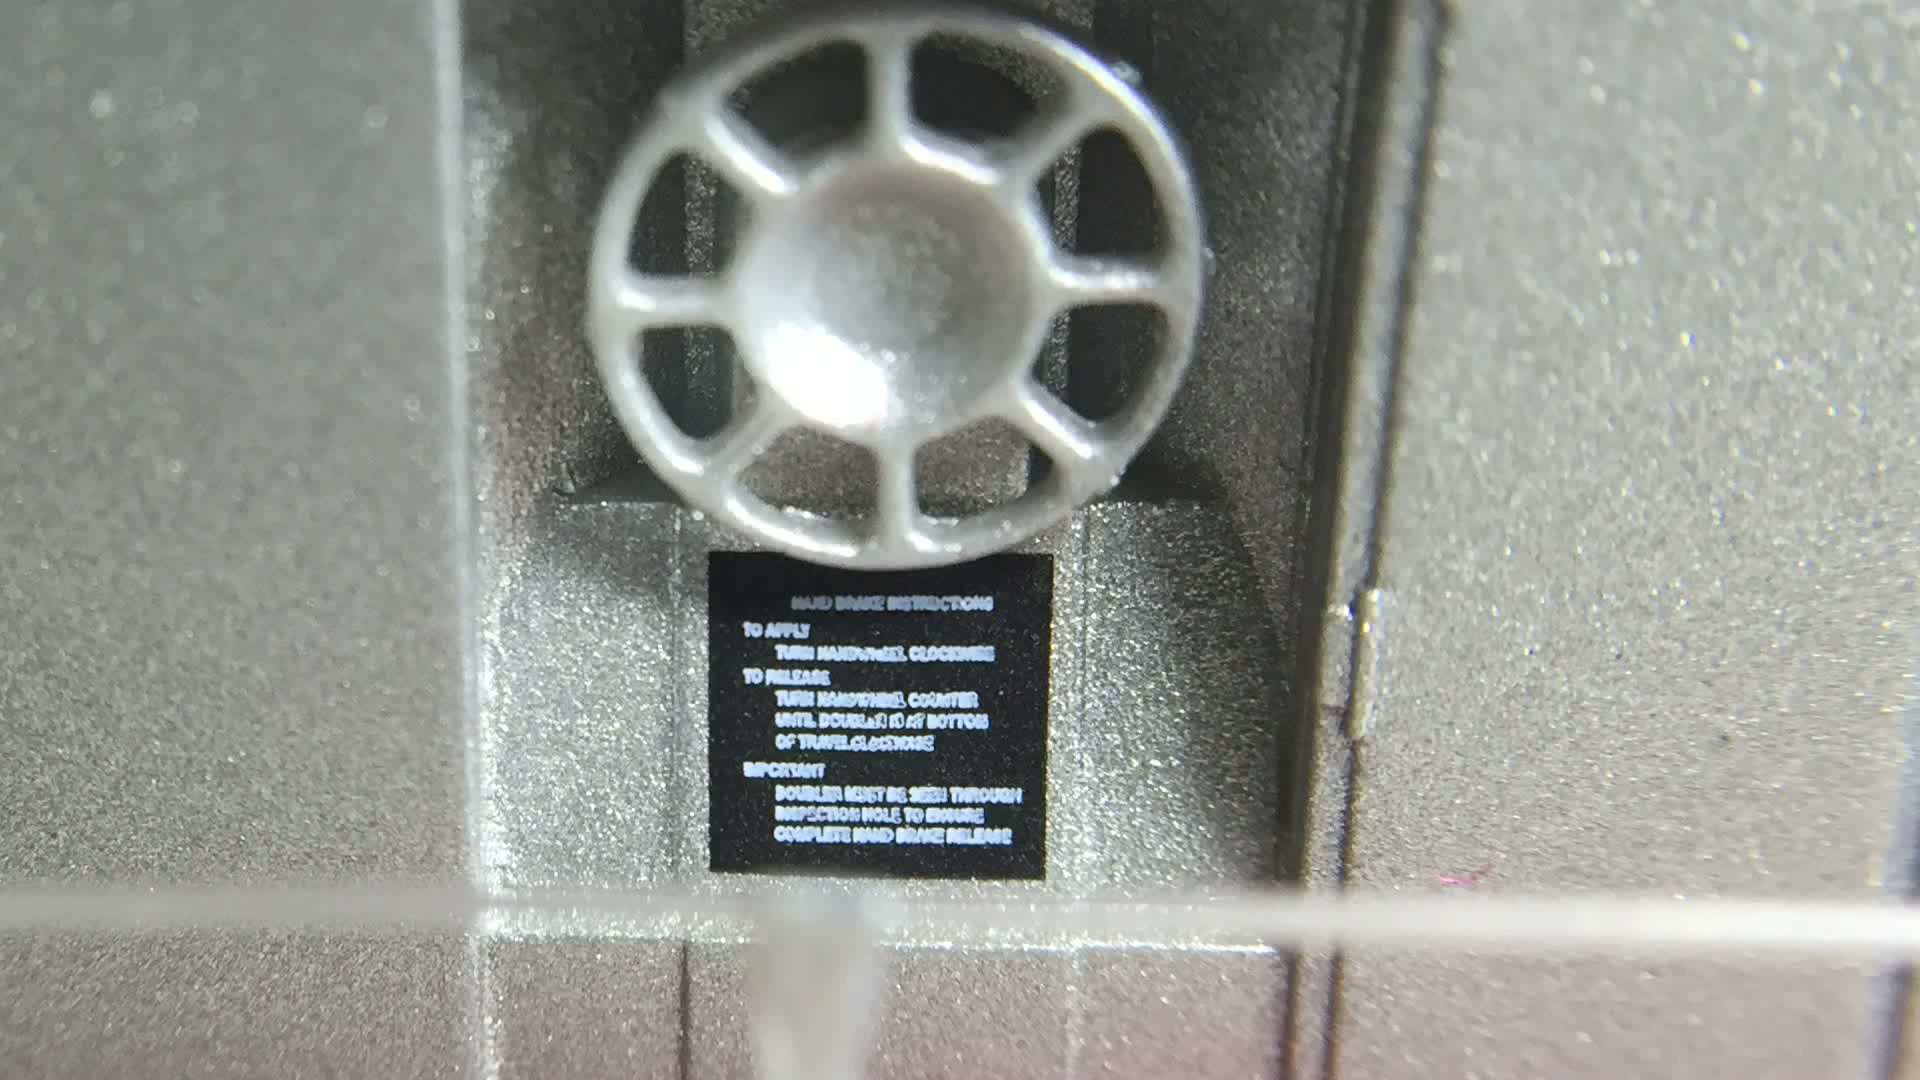 HAND BRAKE INSTRUCTIONS
TO APPLY
TURN HANDWHEEL CLOCKWISE
TO RELEASE
TURN HANDWHEEL COUNTER
UNTIL DOUBLER IS AT BOTTOM
OF TRAVEL CLOCKWISE
IMPORTANT
DOUBLER MUST BE SEEN THROUGH
INSPECTION HOLE TO ENSURE
COMPLETE HAND BRAKE RELEASE